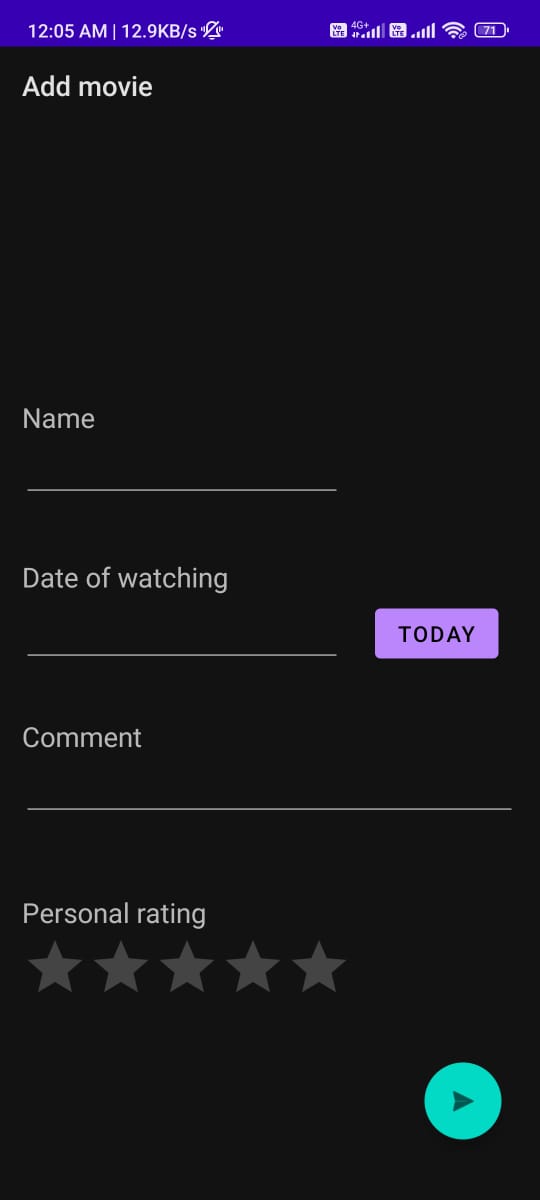 12:05 AM | 12.9KB/s Vo LTE 4G+ Vo LTE 71
Add movie
Name
Date of watching
TODAY
Comment
Personal rating